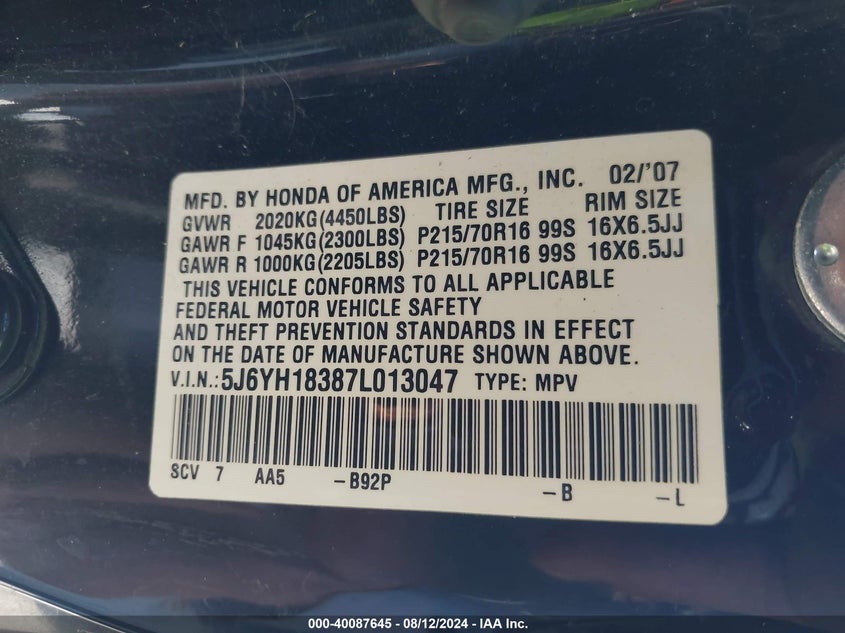 MFD. BY HONDA OF AMERICA MFG., INC. 02/'07
GVWR 2020KG(4450LBS) TIRE SIZE RIM SIZE
GAWR F 1045KG(2300LBS) P215/70R16 99S 16X6.5JJ
GAWR R 1000KG(2205LBS) P215/70R16 99S 16X6.5JJ
THIS VEHICLE CONFORMS TO ALL APPLICABLE
FEDERAL MOTOR VEHICLE SAFETY
AND THEFT PREVENTION STANDARDS IN EFFECT
ON THE DATE OF MANUFACTURE SHOWN ABOVE.
V.I.N.:5J6YH18387L013047 TYPE: MPV
SCV 7 AA5 -B92P -B -L
000-40087645 - 08/12/2024 - IAA Inc.